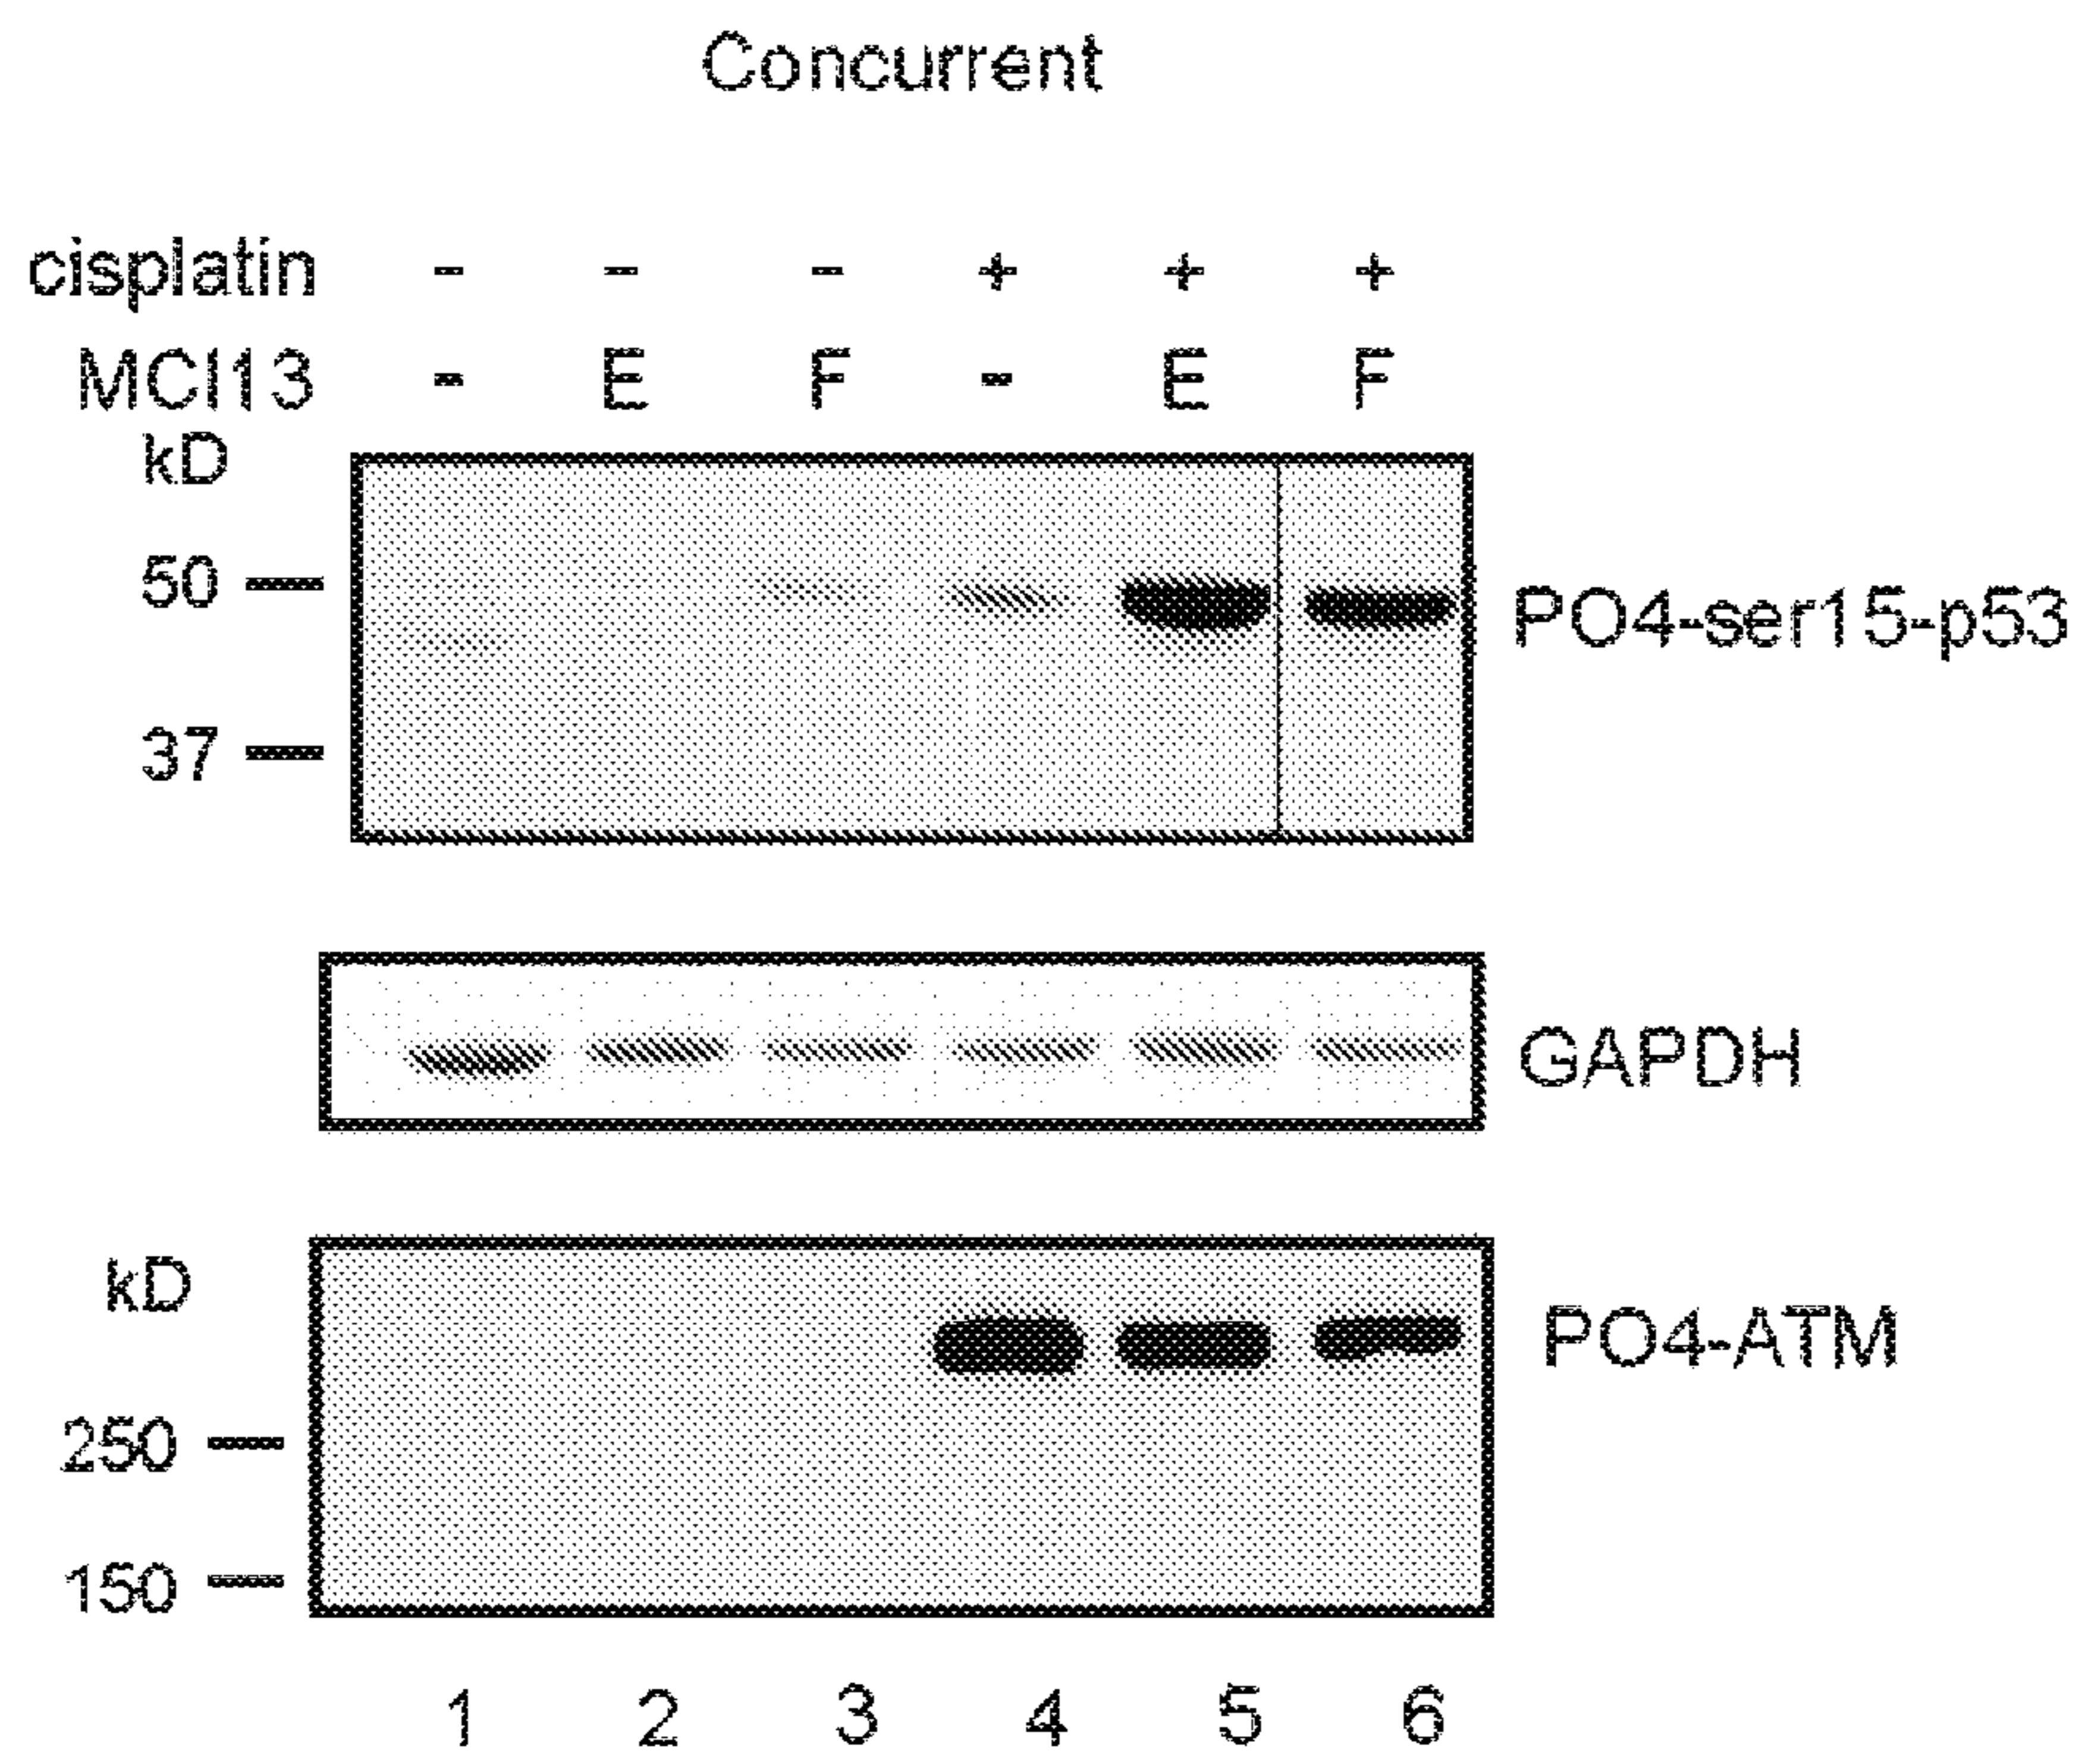 Concurrent
cisplatin - - - + + +
MCI13 - E F - E F
kD
50
37
PO4-ser15-p53
GAPDH
kD
PO4-ATM
250
150
1 2 3 4 5 6